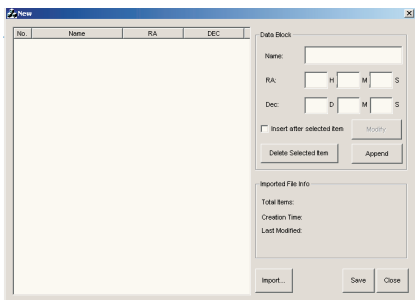 New
No. Name RA DEC
Data Block
Name:
RA: H M S
Dec: D M S
Insert after selected item
Modify
Delete Selected Item
Append
Imported File Info
Total Items:
Creation Time:
Last Modified:
Import...
Save
Close